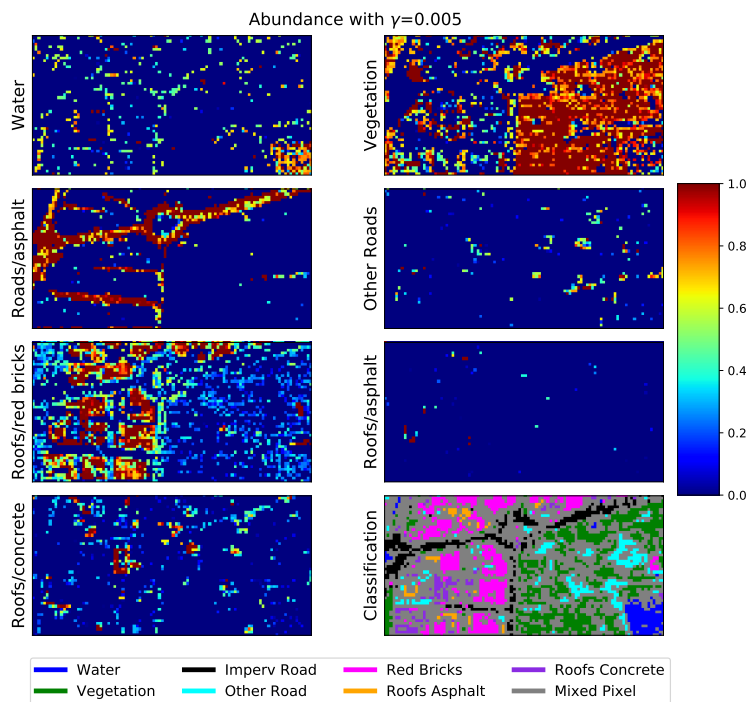 Abundance with γ=0.005
Water
Vegetation
Roads/asphalt
Other Roads
Roofs/red bricks
Roofs/asphalt
Roofs/concrete
Classification
1.0
0.8
0.6
0.4
0.2
0.0
Water
Imperv Road
Red Bricks
Roofs Concrete
Vegetation
Other Road
Roofs Asphalt
Mixed Pixel